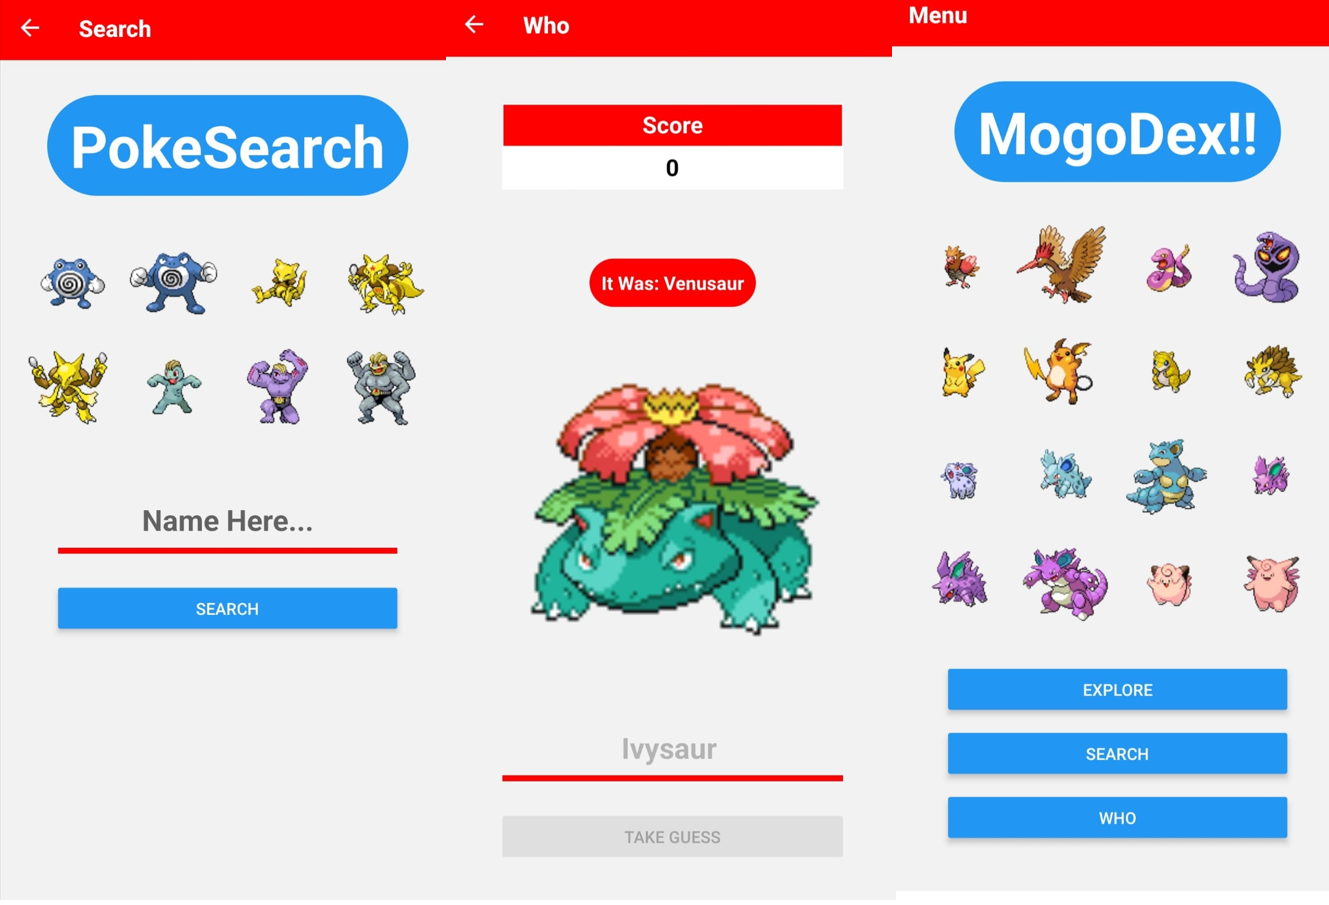 Search
PokeSearch
Name Here...
SEARCH
Who
Score
0
It Was: Venusaur
Ivysaur
TAKE GUESS
Menu
MogoDex!!
EXPLORE
SEARCH
WHO